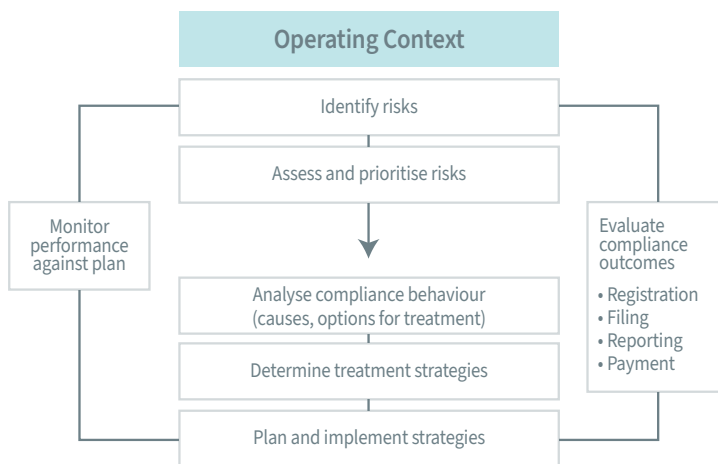 Operating Context
Identify risks
Assess and prioritise risks
Monitor
performance
against plan
Evaluate
compliance
outcomes
• Registration
• Filing
• Reporting
• Payment
Analyse compliance behaviour
(causes, options for treatment)
Determine treatment strategies
Plan and implement strategies